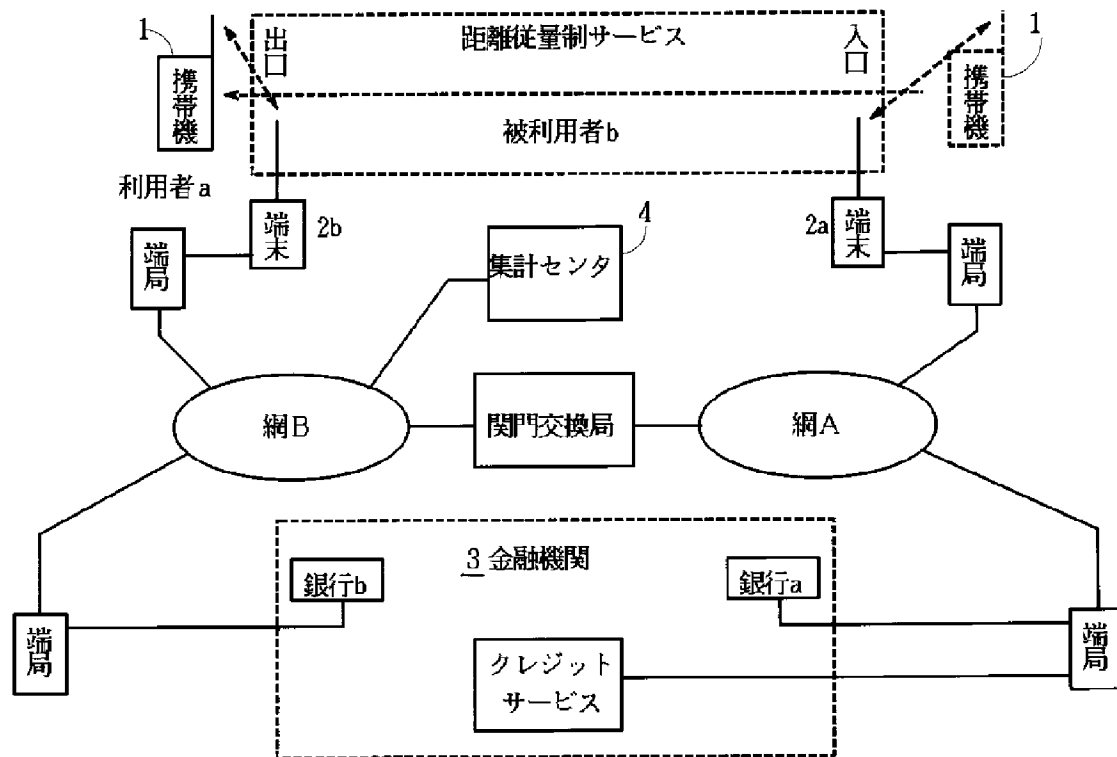 1
携帯機
出口
距離従量制サービス
入口
1
携帯機
被利用者b
利用者a
端末
2b
端局
集計センタ
4
2a
端末
端局
網B
関門交換局
網A
3 金融機関
銀行b
銀行a
端局
クレジット
サービス
端局